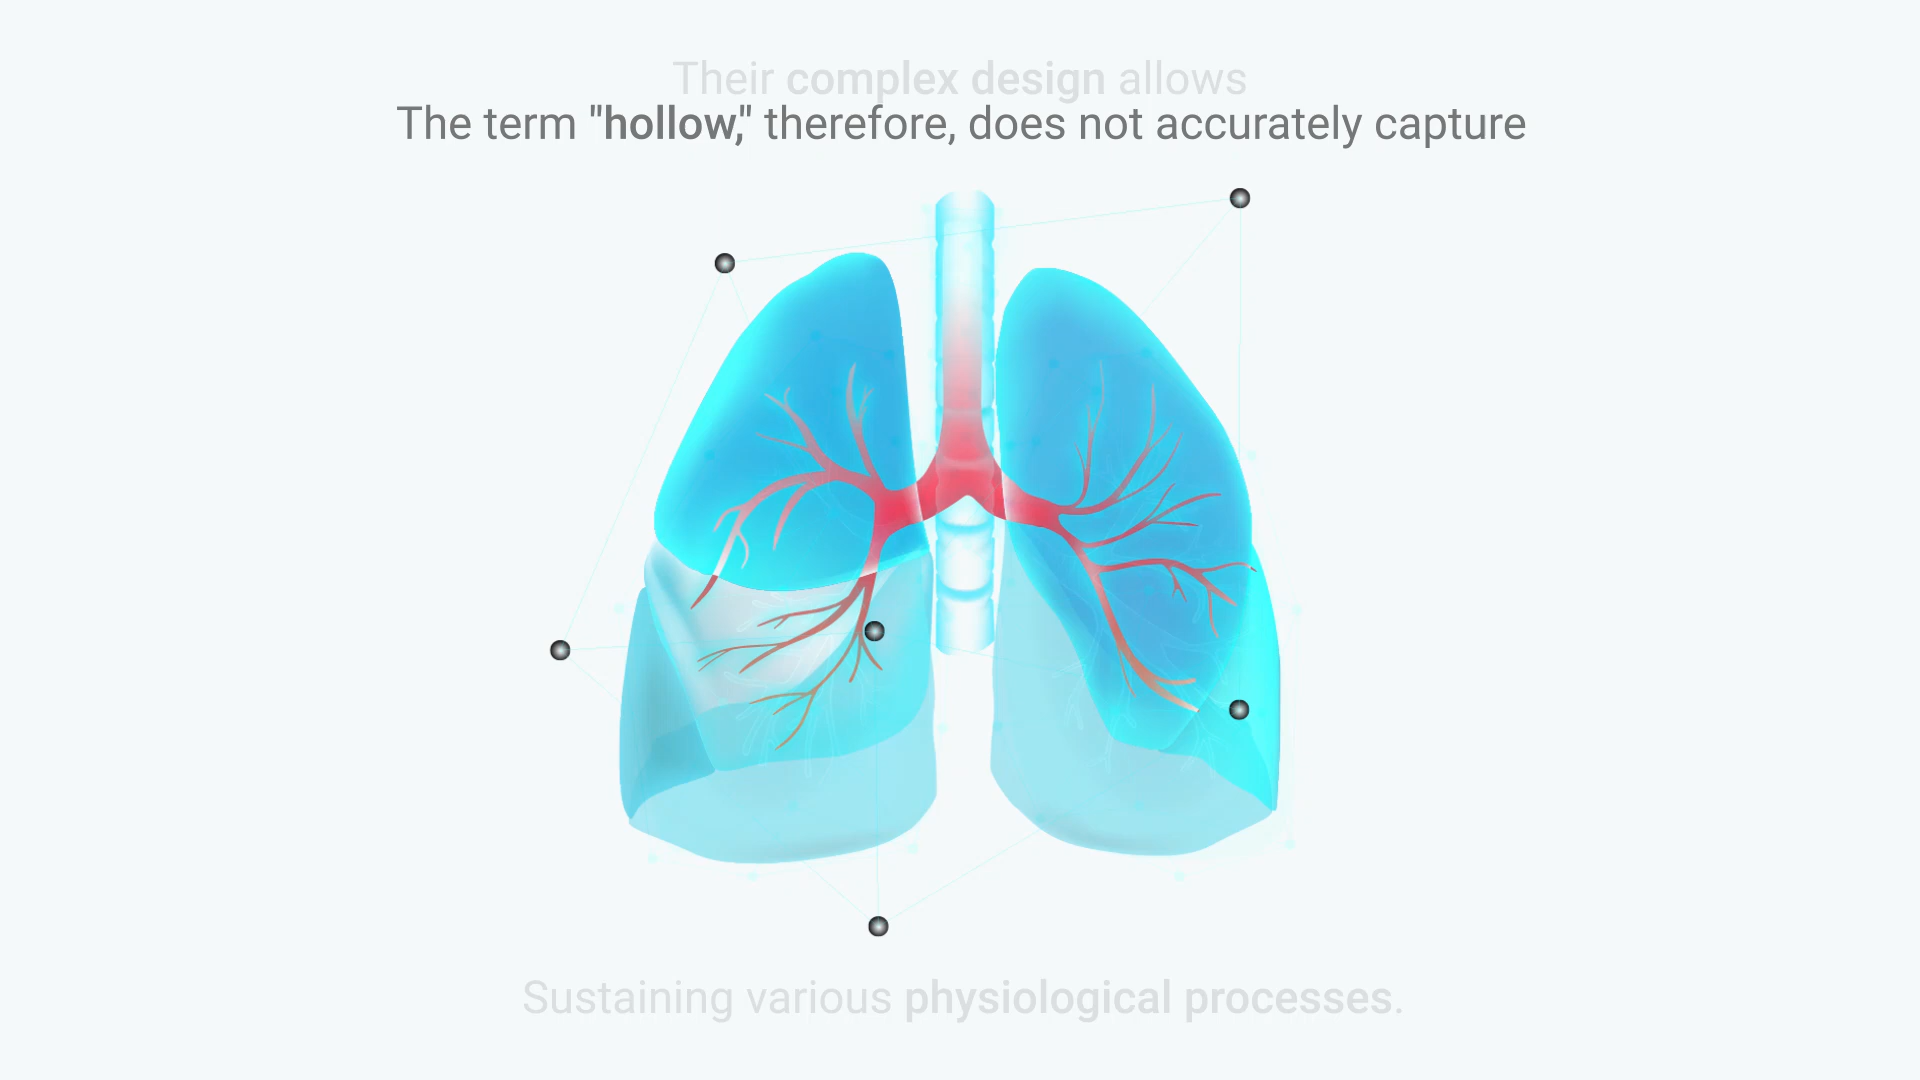 Their complex design allows
The term "hollow," therefore, does not accurately capture
Sustaining various physiological processes.